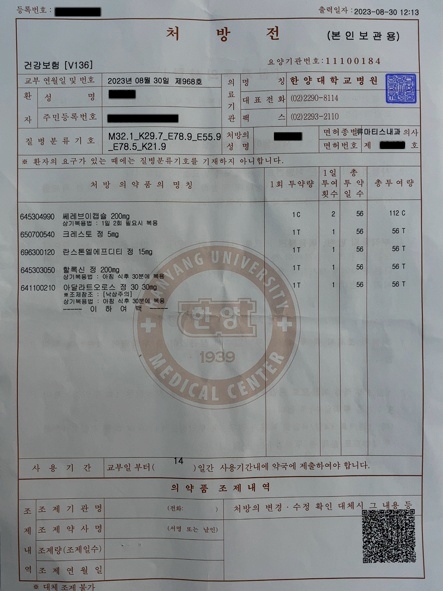 등록번호 :
출력일시 : 2023-08-30 12:13
처 방 전 (본인보관용)
건강보험 [V136]
요양기관번호:11100184
교부 연월일 및 번호 2023년 08월 30일 제968호
의료기관 명 칭 한양대학교병원
대표전화 (02)2290-8114
팩 스 (02)2293-2110
환자 성 명
주민등록번호
질병분류기호 M32.1_K29.7_E78.9_E55.9
_E78.5_K21.9
처방의 성 명
면허종별 류마티스내과 의사
면허번호 제 호
※ 환자의 요구가 있는 때에는 질병분류기호를 기재하지 아니합니다.
처방 의약품의 명칭 1회 투약량 1일 투여 횟수 총 투약 일수 총투여량
645304990 쎄레브이캡슐 200mg 1 C 2 56 112 C
상기복용법 : 1일 2회 필요시 복용
650700540 크레스토 정 5mg 1 T 1 56 56 T
696300120 란스톤엘에프디티 정 15mg 1 T 1 56 56 T
645303050 할록신 정 200mg 1 T 1 56 56 T
상기복용법 : 아침 식후 30분에 복용
641100210 아달라트오로스 정 30 30mg 1 T 1 56 56 T
※조제참조 : [낙상주의]
상기복용법 : 아침 식후 30분에 복용
---- 이 하 여 백 ----
HANYANG UNIVERSITY
한양
1939
MEDICAL CENTER
사 용 기 간 교부일부터( 14 )일간 사용기간내에 약국에 제출하여야 합니다.
의약품 조제내역
조제내역
조제기관명 (전화: )
처방의 변경·수정 확인 대체시 그 내용 등
조제약사명 (서명 또는 날인)
조제량(조제일수)
조제연월일
※ 대체 조제 불가